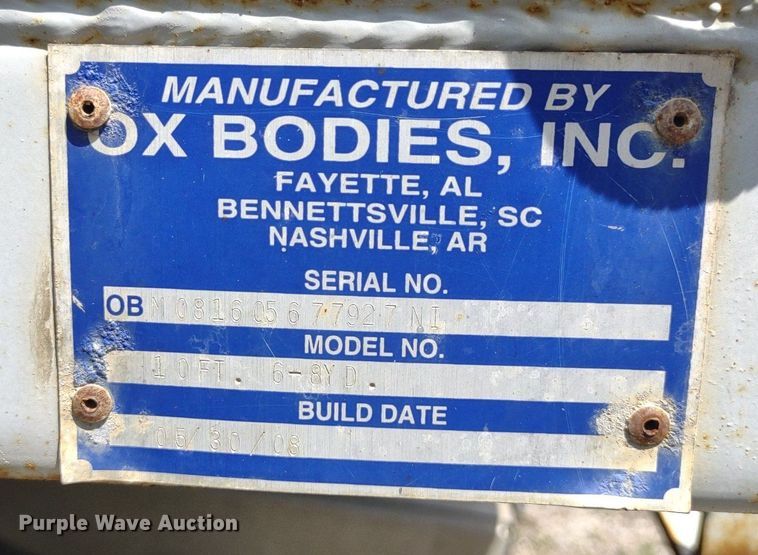 MANUFACTURED BY
OX BODIES, INC.
FAYETTE, AL
BENNETTSVILLE, SC
NASHVILLE, AR
SERIAL NO.
OB M081605677927NI
MODEL NO.
10FT. 6-8YD.
BUILD DATE
05/30/08
Purple Wave Auction